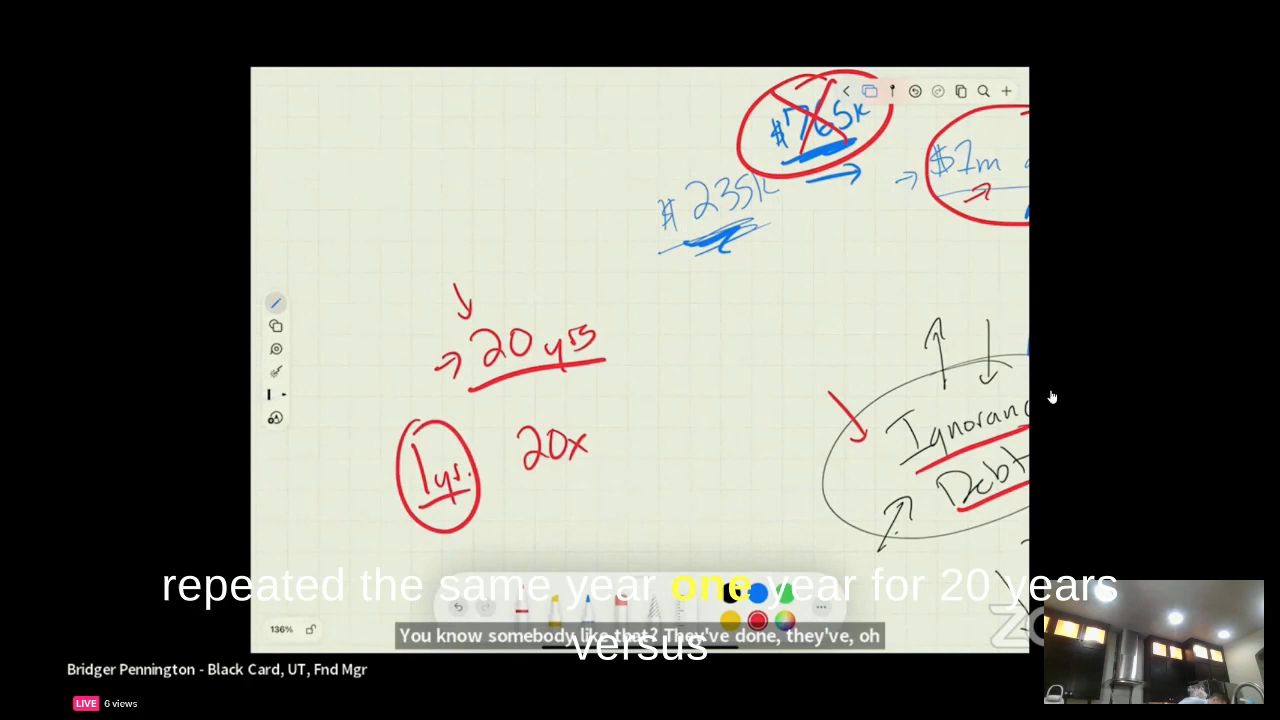 $765k
$235k
$1m
20 yrs
1 yr.
20x
Debt
repeated the same year one year for 20 years
versus
You know somebody like that? They've done, they've, oh
136%
Bridger Pennington - Black Card, UT, Fnd Mgr
LIVE 6 views